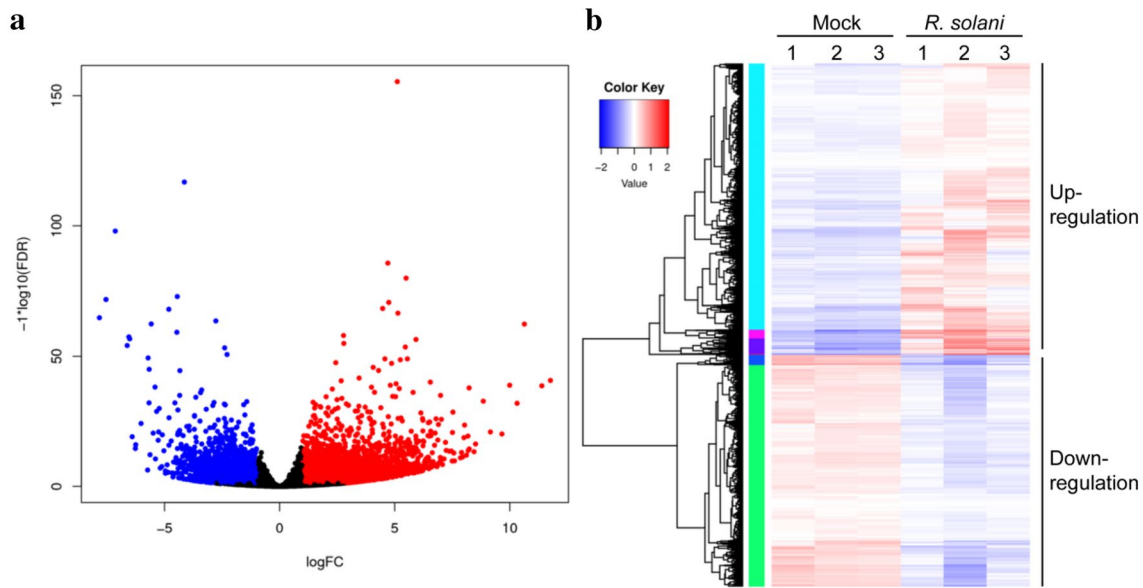 a
150
100
50
0
-1*log10(FDR)
-5 0 5 10
logFC
b
Mock R. solani
1 2 3 1 2 3
Color Key
-2 0 1 2
Value
Up-
regulation
Down-
regulation